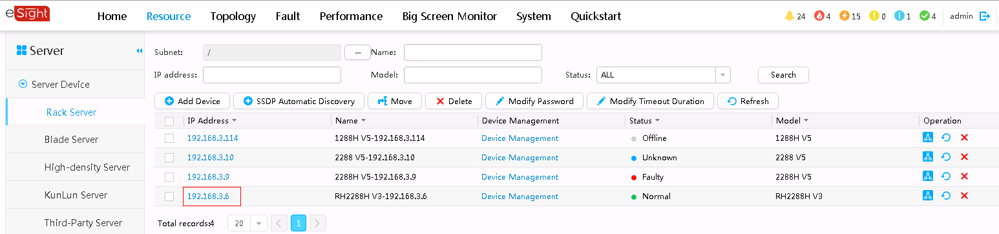 eSight Home Resource Topology Fault Performance Big Screen Monitor System Quickstart 24 4 15 0 1 4 admin
Server
Server Device
Rack Server
Blade Server
High-density Server
KunLun Server
Third-Party Server
Subnet: / ... Name:
IP address: Model: Status: ALL Search
Add Device SSDP Automatic Discovery Move Delete Modify Password Modify Timeout Duration Refresh
IP Address Name Device Management Status Model Operation
192.168.3.114 1288H V5-192.168.3.114 Device Management Offline 1288H V5
192.168.3.10 2288 V5-192.168.3.10 Device Management Unknown 2288 V5
192.168.3.9 2288H V5-192.168.3.9 Device Management Faulty 2288H V5
192.168.3.6 RH2288H V3-192.168.3.6 Device Management Normal RH2288H V3
Total records:4 20 1